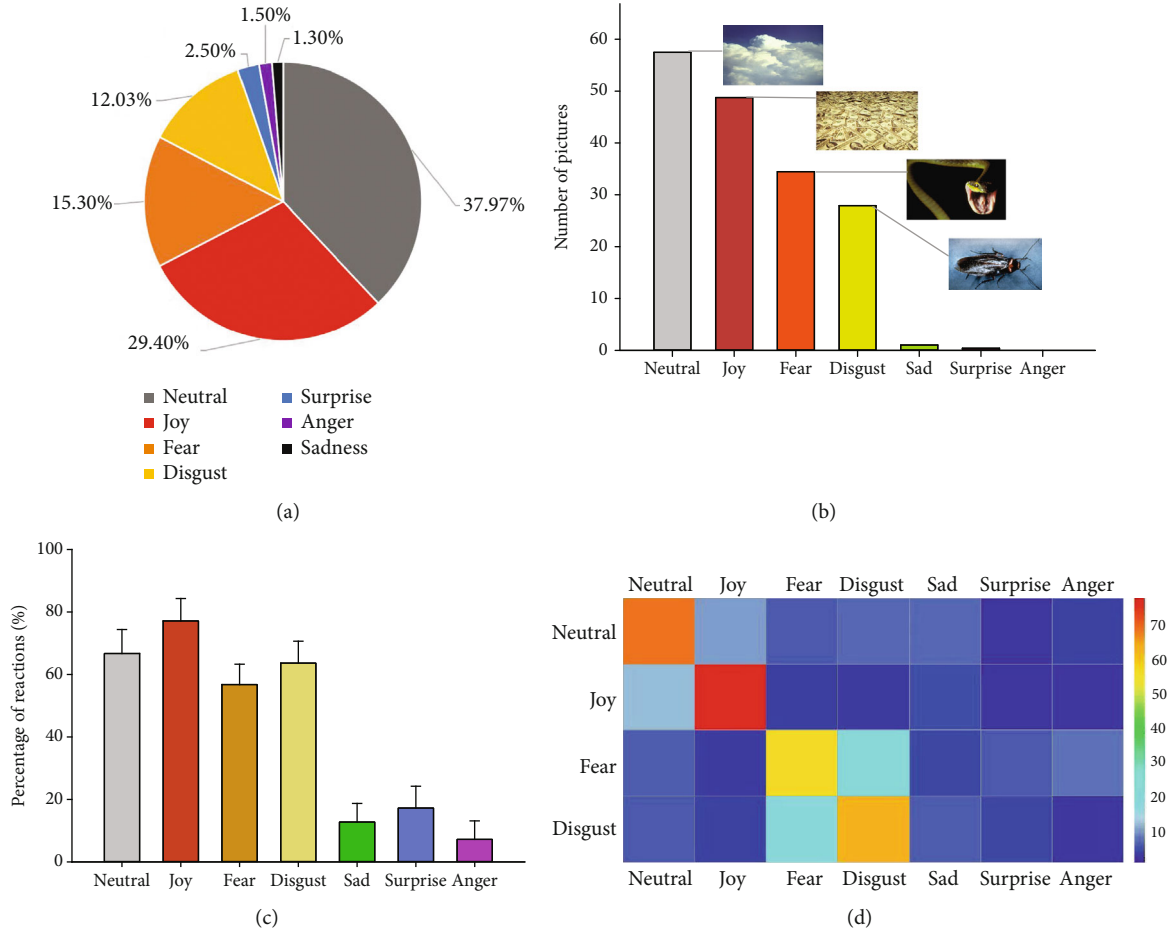 1.50%
2.50%
1.30%
12.03%
15.30%
37.97%
29.40%
Neutral
Surprise
Joy
Anger
Fear
Sadness
Disgust
(a)
Number of pictures
60
50
40
30
20
10
0
Neutral Joy Fear Disgust Sad Surprise Anger
(b)
Percentage of reactions (%)
100
80
60
40
20
0
Neutral Joy Fear Disgust Sad Surprise Anger
(c)
Neutral Joy Fear Disgust Sad Surprise Anger
Neutral
Joy
Fear
Disgust
70
60
50
40
30
20
10
Neutral Joy Fear Disgust Sad Surprise Anger
(d)